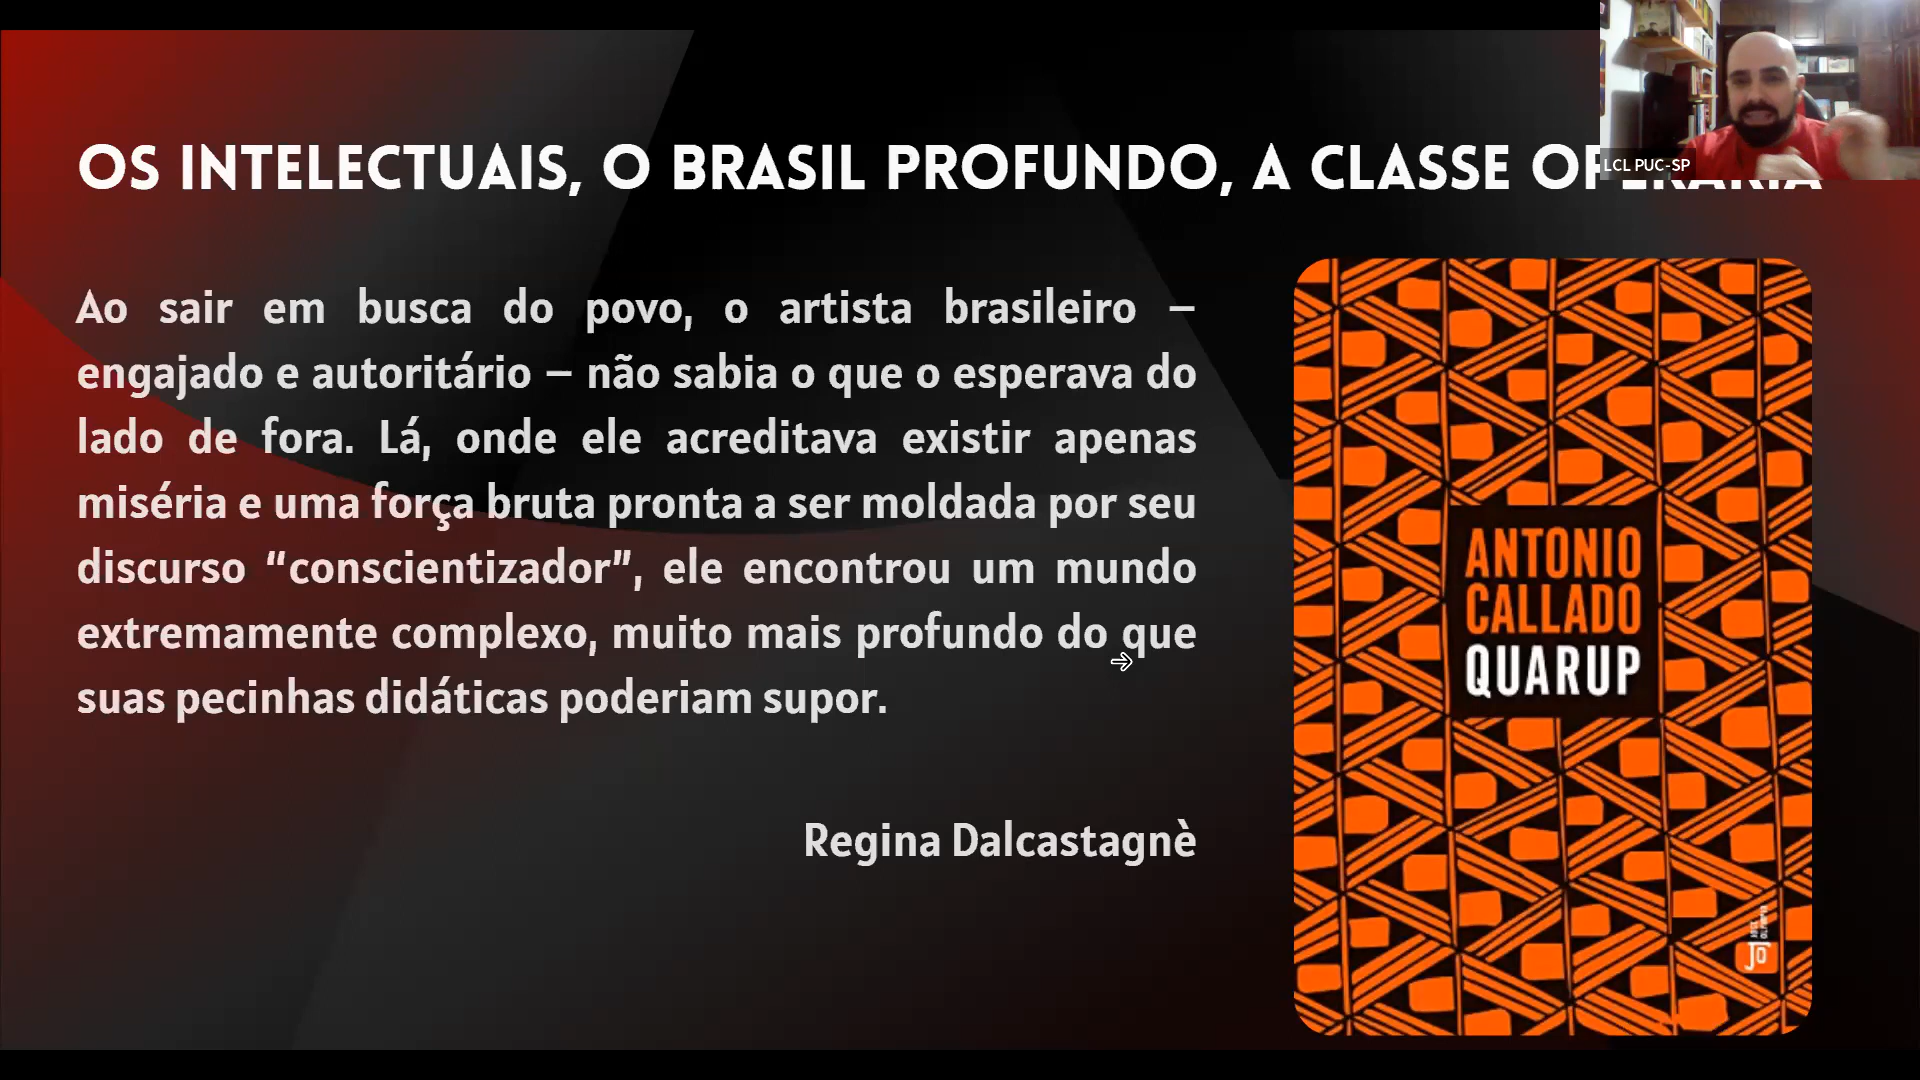 OS INTELECTUAIS, O BRASIL PROFUNDO, A CLASSE OPERÁRIA
LCL PUC-SP
Ao sair em busca do povo, o artista brasileiro –
engajado e autoritário – não sabia o que o esperava do
lado de fora. Lá, onde ele acreditava existir apenas
miséria e uma força bruta pronta a ser moldada por seu
discurso “conscientizador”, ele encontrou um mundo
extremamente complexo, muito mais profundo do que
suas pecinhas didáticas poderiam supor.
Regina Dalcastagnè
ANTONIO
CALLADO
QUARUP
JOSÉ
OLYMPIO